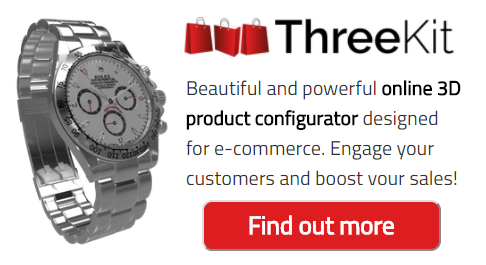 ThreeKit
ROLEX
Beautiful and powerful online 3D
product configurator designed
for e-commerce. Engage your
customers and boost your sales!
Find out more